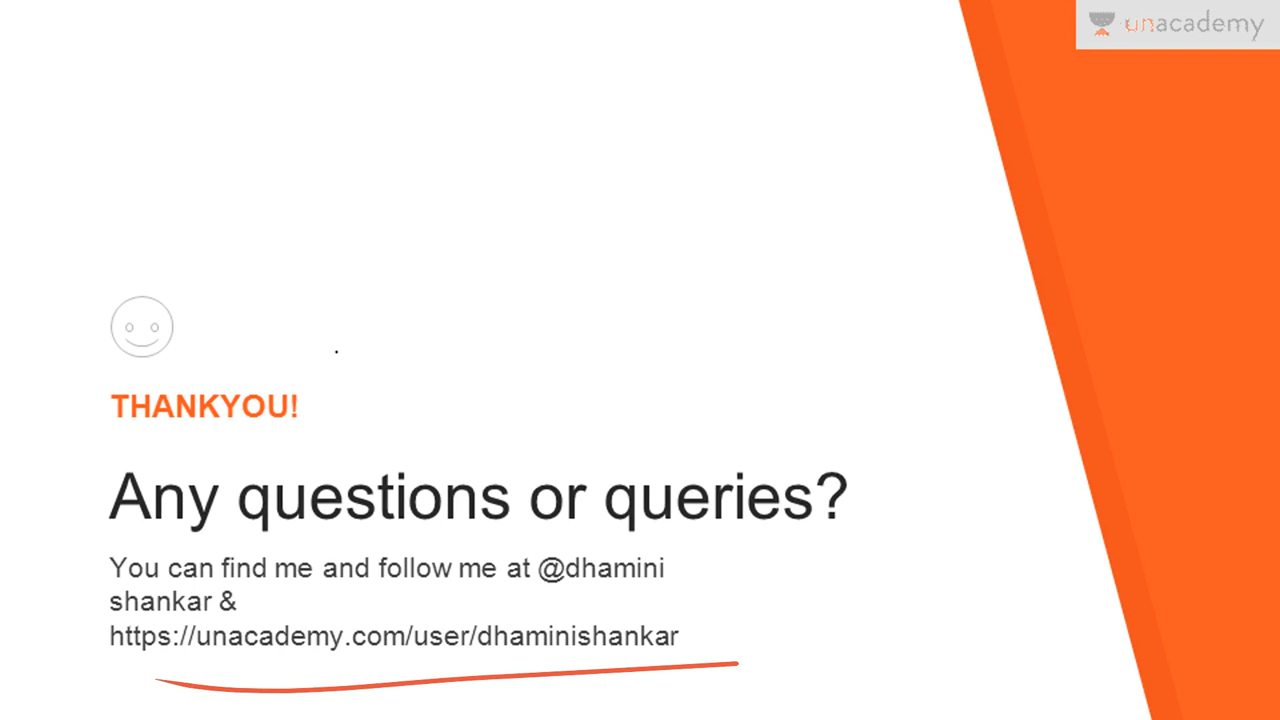 unacademy
THANKYOU!
Any questions or queries?
You can find me and follow me at @dhamini
shankar &
https://unacademy.com/user/dhaminishankar